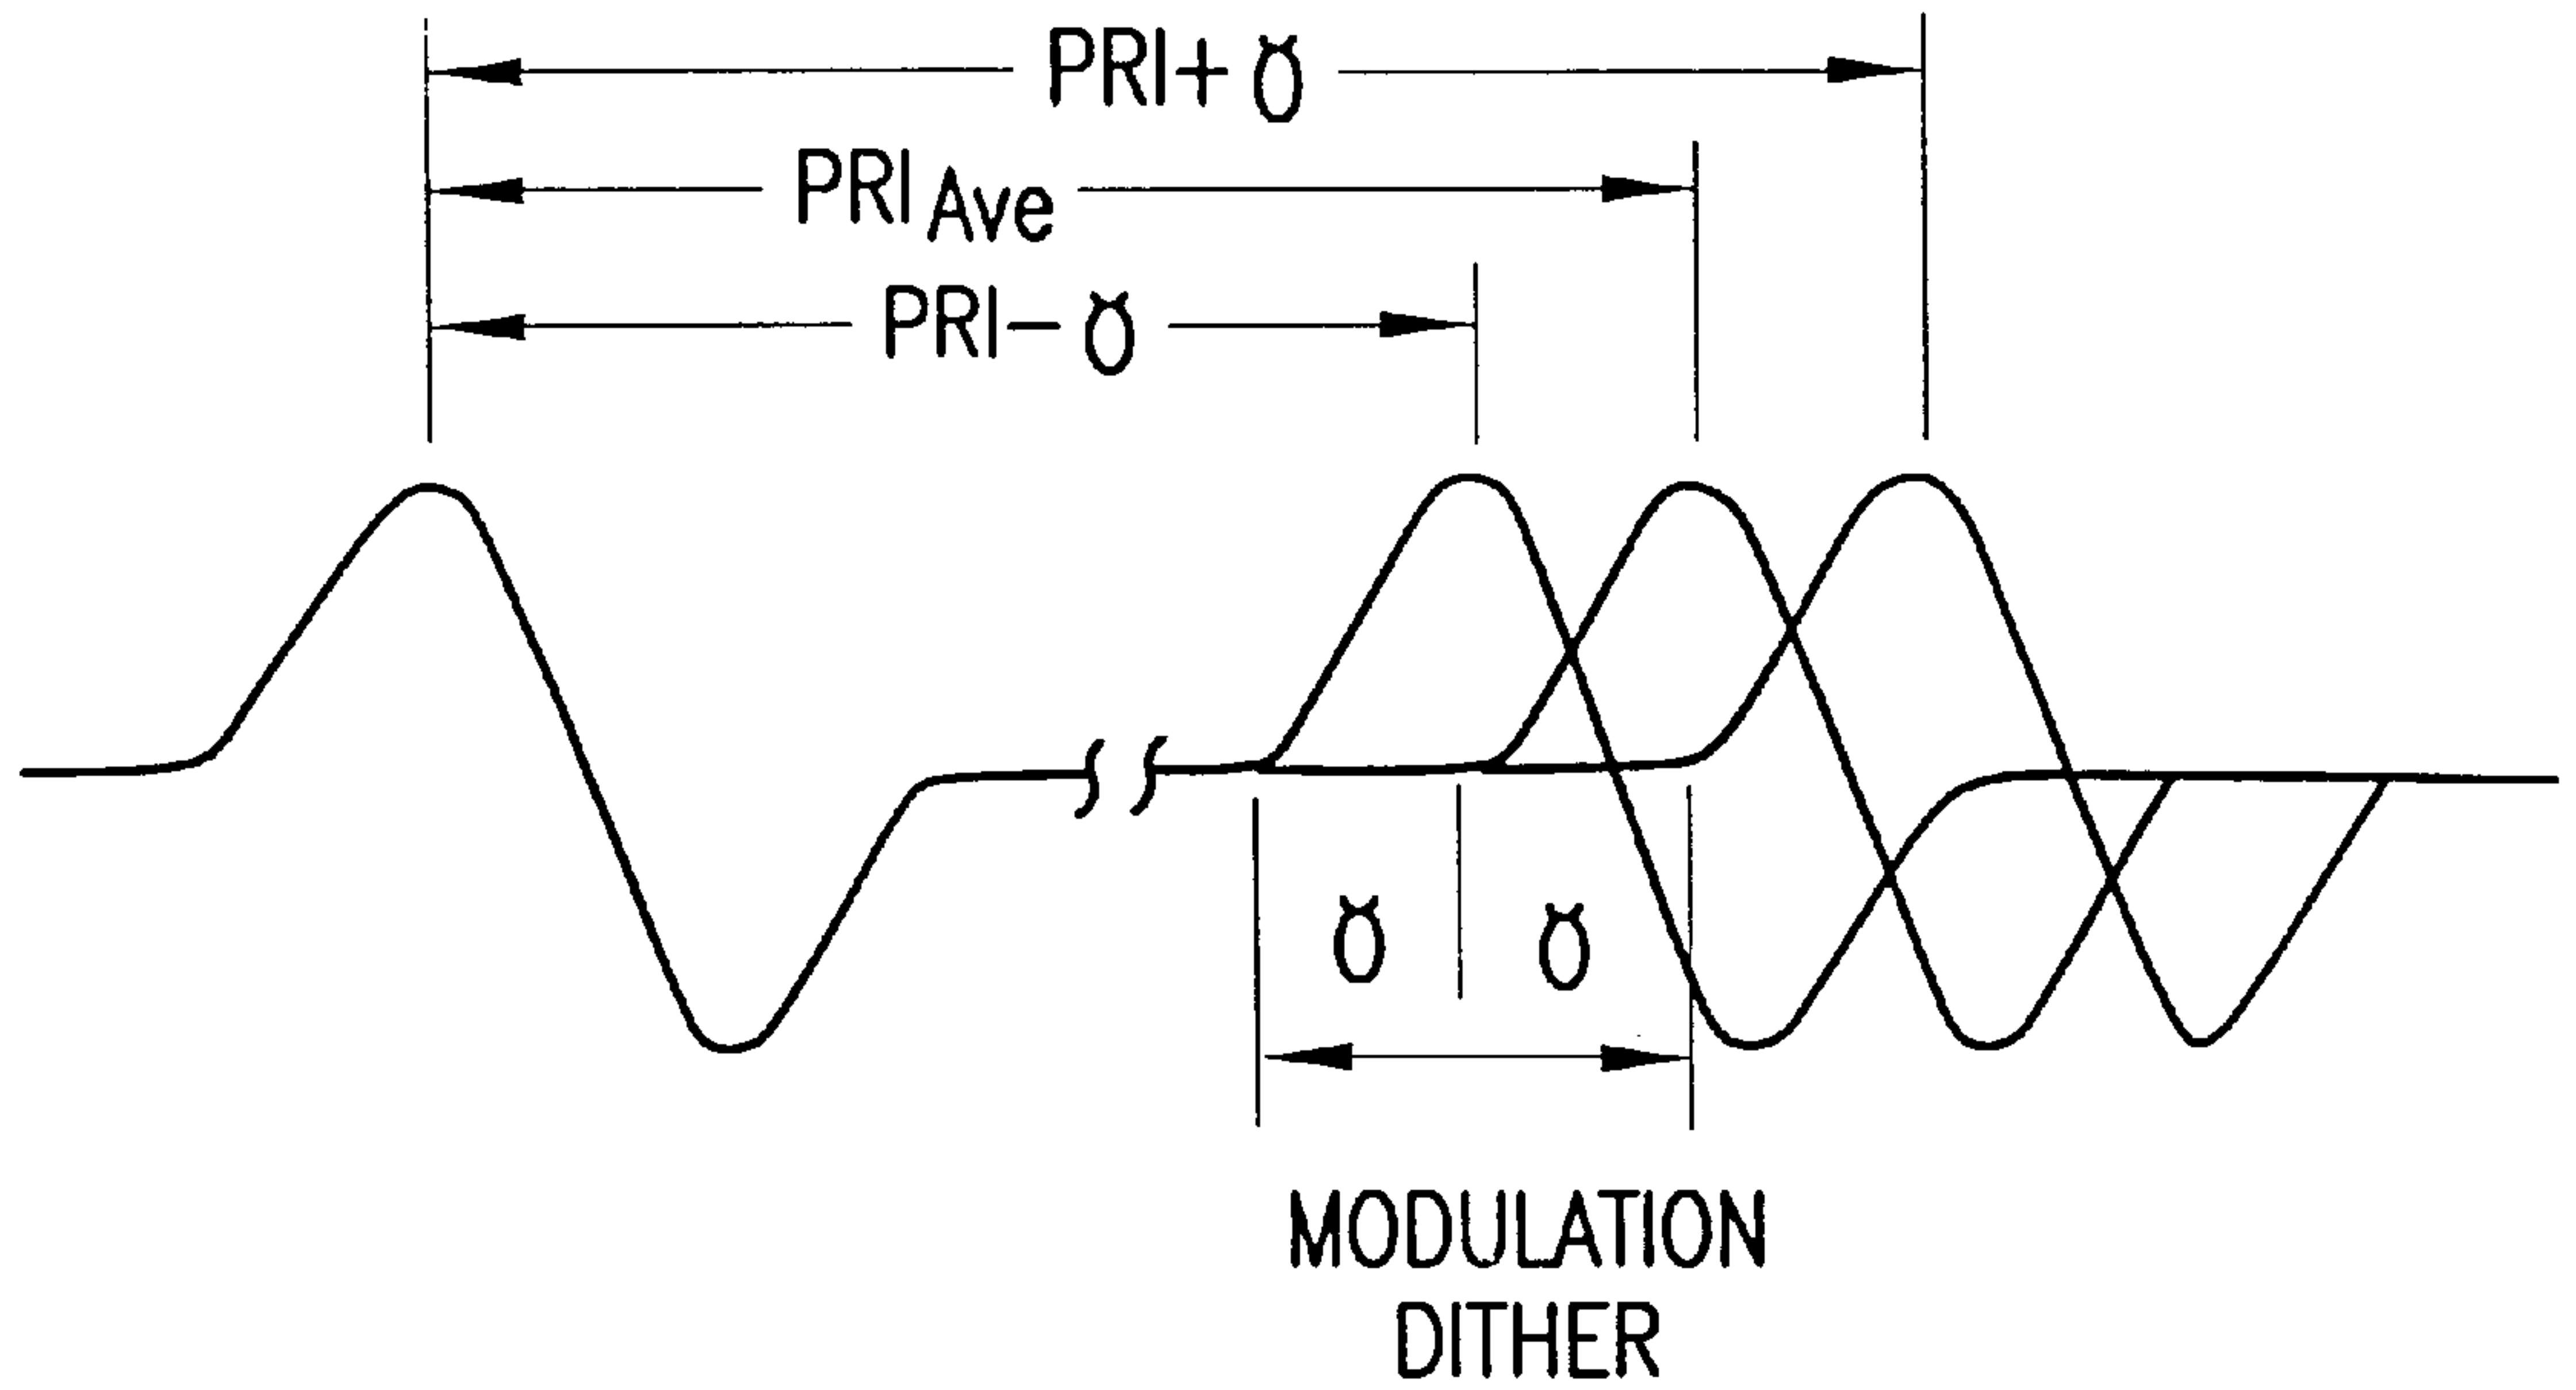 PRI+ ŏ
PRI Ave
PRI− ŏ
ŏ ŏ
MODULATION
DITHER